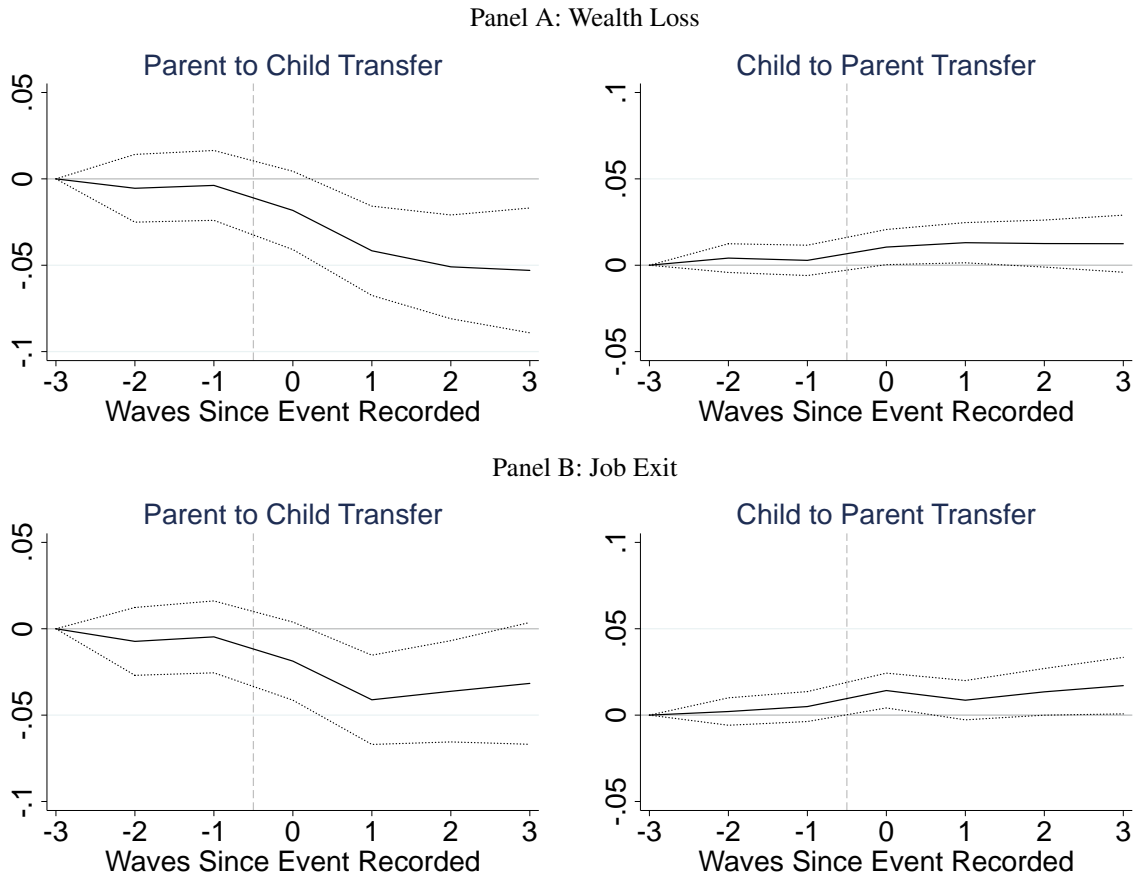 Panel A: Wealth Loss
Parent to Child Transfer
.05
0
-.05
-.1
-3 -2 -1 0 1 2 3
Waves Since Event Recorded
Child to Parent Transfer
.1
.05
0
-.05
-3 -2 -1 0 1 2 3
Waves Since Event Recorded
Panel B: Job Exit
Parent to Child Transfer
.05
0
-.05
-.1
-3 -2 -1 0 1 2 3
Waves Since Event Recorded
Child to Parent Transfer
.1
.05
0
-.05
-3 -2 -1 0 1 2 3
Waves Since Event Recorded